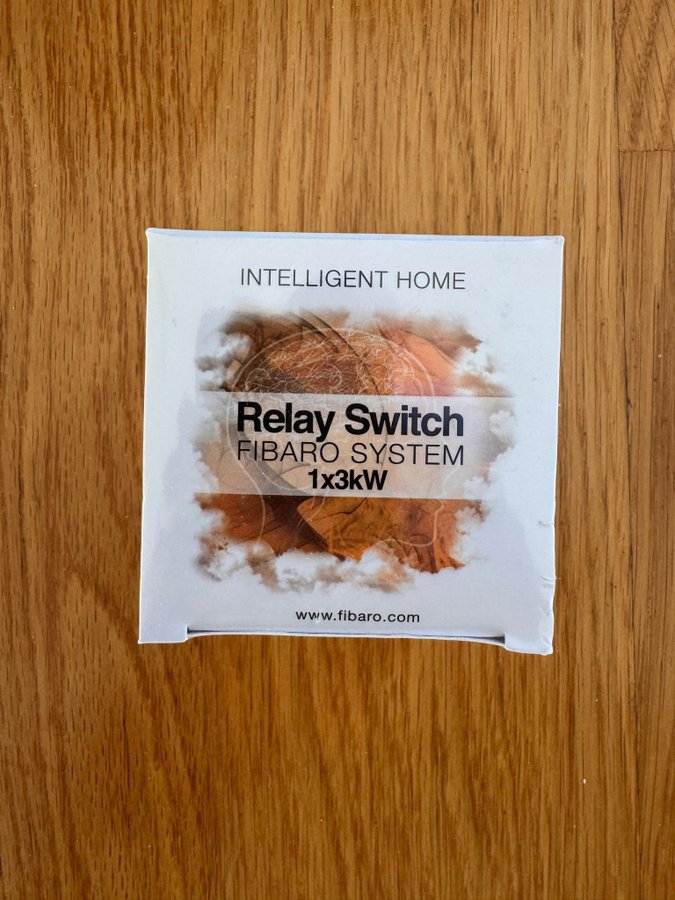 INTELLIGENT HOME
Relay Switch
FIBARO SYSTEM
1x3kW
www.fibaro.com